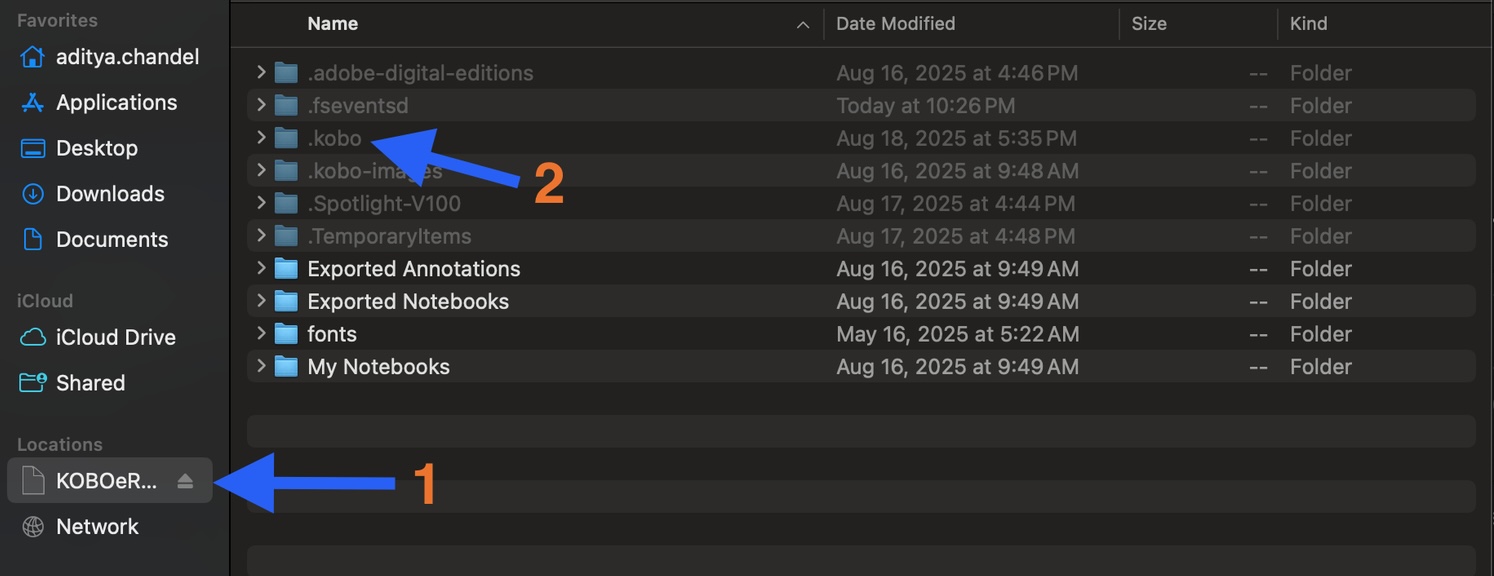 Favorites
aditya.chandel
Applications
Desktop
Downloads
Documents
iCloud
iCloud Drive
Shared
Locations
KOBOeR...
Network
Name Date Modified Size Kind
.adobe-digital-editions Aug 16, 2025 at 4:46 PM -- Folder
.fseventsd Today at 10:26 PM -- Folder
.kobo Aug 18, 2025 at 5:35 PM -- Folder
.kobo-images Aug 16, 2025 at 9:48 AM -- Folder
2
.Spotlight-V100 Aug 17, 2025 at 4:44 PM -- Folder
.TemporaryItems Aug 17, 2025 at 4:48 PM -- Folder
Exported Annotations Aug 16, 2025 at 9:49 AM -- Folder
Exported Notebooks Aug 16, 2025 at 9:49 AM -- Folder
fonts May 16, 2025 at 5:22 AM -- Folder
My Notebooks Aug 16, 2025 at 9:49 AM -- Folder
1